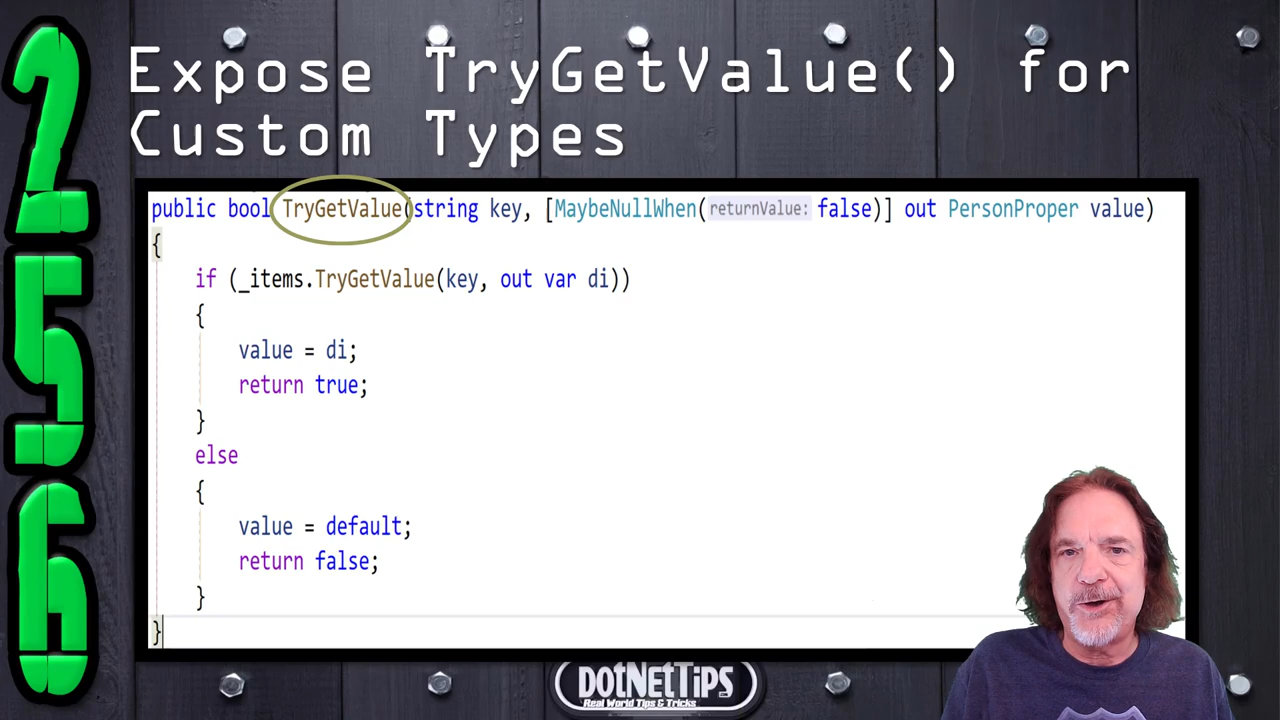 2556
Expose TryGetValue() for
Custom Types
public bool TryGetValue(string key, [MaybeNullWhen(returnValue: false)] out PersonProper value)
{
if (_items.TryGetValue(key, out var di))
{
value = di;
return true;
}
else
{
value = default;
return false;
}
}
dotNetTips
Real World Tips & Tricks